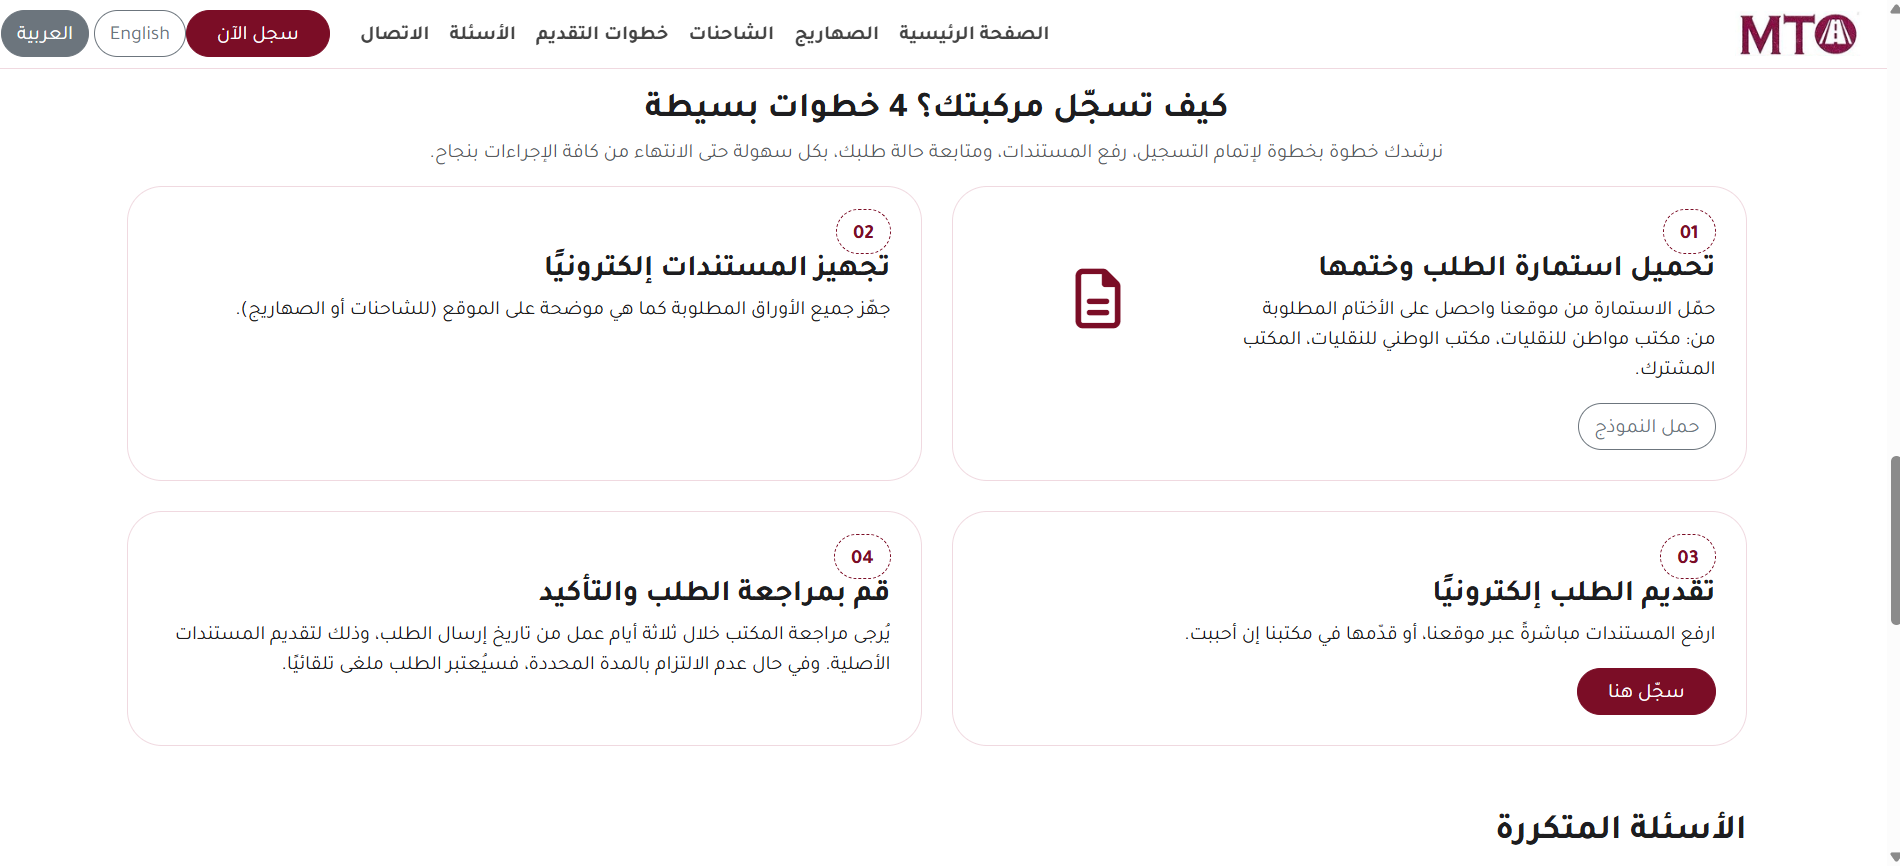 MTO
الصفحة الرئيسية
الصهاريج
الشاحنات
خطوات التقديم
الأسئلة
الاتصال
سجل الآن
English
العربية
كيف تسجّل مركبتك؟ 4 خطوات بسيطة
نرشدك خطوة بخطوة لإتمام التسجيل، رفع المستندات، ومتابعة حالة طلبك، بكل سهولة حتى الانتهاء من كافة الإجراءات بنجاح.
01
تحميل استمارة الطلب وختمها
حمّل الاستمارة من موقعنا واحصل على الأختام المطلوبة
من: مكتب مواطن للنقليات، مكتب الوطني للنقليات، المكتب
المشترك.
حمل النموذج
02
تجهيز المستندات إلكترونيًا
جهّز جميع الأوراق المطلوبة كما هي موضحة على الموقع (للشاحنات أو الصهاريج).
03
تقديم الطلب إلكترونيًا
ارفع المستندات مباشرةً عبر موقعنا، أو قدّمها في مكتبنا إن أحببت.
سجّل هنا
04
قم بمراجعة الطلب والتأكيد
يُرجى مراجعة المكتب خلال ثلاثة أيام عمل من تاريخ إرسال الطلب، وذلك لتقديم المستندات
الأصلية. وفي حال عدم الالتزام بالمدة المحددة، فسيُعتبر الطلب ملغى تلقائيًا.
الأسئلة المتكررة